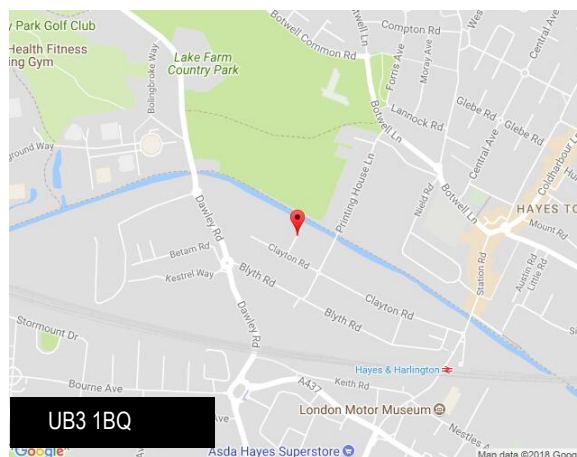 y Park Golf Club
Health Fitness
ing Gym
Lake Farm
Country Park
Bolingbroke Way
Botwell Ln
Compton Rd
Botwell Common Rd
Forris Ave
Moray Ave
Central Ave
Lannock Rd
Glebe Rd
Glebe Rd
Botwell Ln
Central Ave
Coldharbour
ground Way
Printing House Ln
Nield Rd
Botwell Ln
HAYES TO
Mount Rd
Dawley Rd
Betam Rd
Kestrel Way
Clayton Rd
Blyth Rd
Station Rd
Austin Rd
Little Rd
Clayton Rd
Blyth Rd
Dawley Rd
Stormount Dr
Hayes & Harlington
Bourne Ave
A437
Keith Rd
London Motor Museum
Nestles
UB3 1BQ
Google
Asda Hayes Superstore
Map data ©2018 Goog